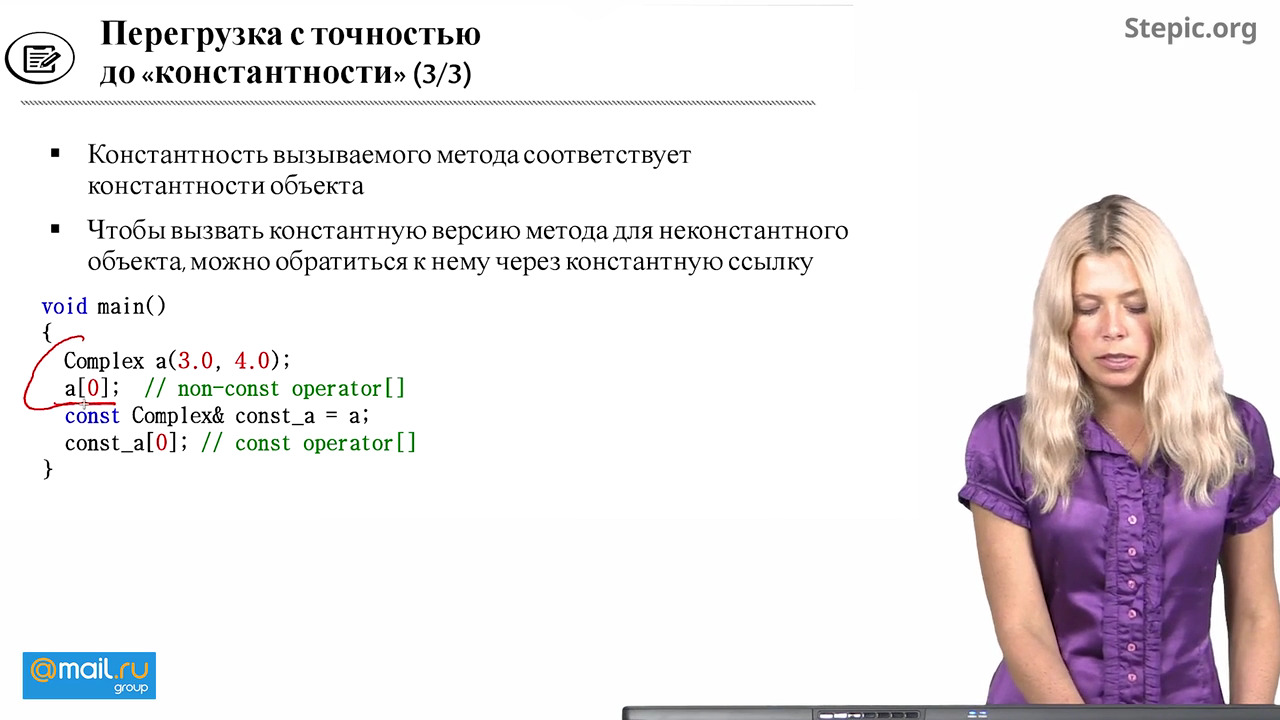 Перегрузка с точностью
до «константности» (3/3)
Stepic.org
▪ Константность вызываемого метода соответствует
константности объекта
▪ Чтобы вызвать константную версию метода для неконстантного
объекта, можно обратиться к нему через константную ссылку
void main()
{
Complex a(3.0, 4.0);
a[0]; // non-const operator[]
const Complex& const_a = a;
const_a[0]; // const operator[]
}
@mail.ru
group